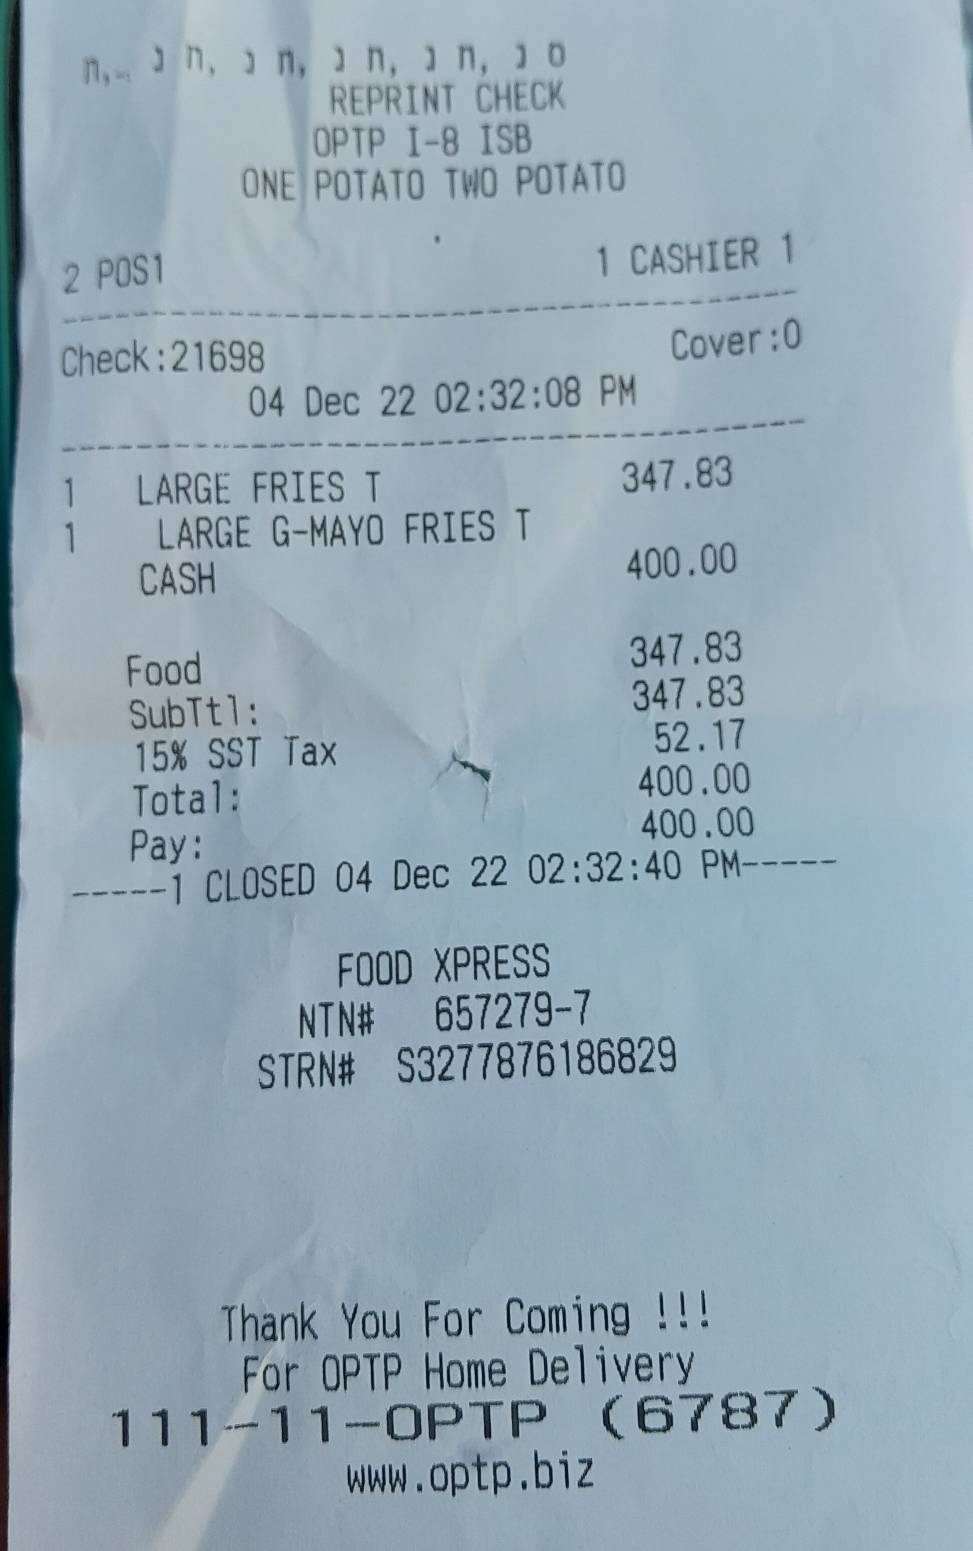 REPRINT CHECK
OPTP I-8 ISB
ONE POTATO TWO POTATO
2 POS1 1 CASHIER 1
Check:21698 Cover:0
04 Dec 22 02:32:08 PM
1 LARGE FRIES T 347.83
1 LARGE G-MAYO FRIES T
CASH 400.00
Food 347.83
SubTtl: 347.83
15% SST Tax 52.17
Total: 400.00
Pay: 400.00
-----1 CLOSED 04 Dec 22 02:32:40 PM-----
FOOD XPRESS
NTN# 657279-7
STRN# S3277876186829
Thank You For Coming !!!
For OPTP Home Delivery
111-11-OPTP (6787)
www.optp.biz